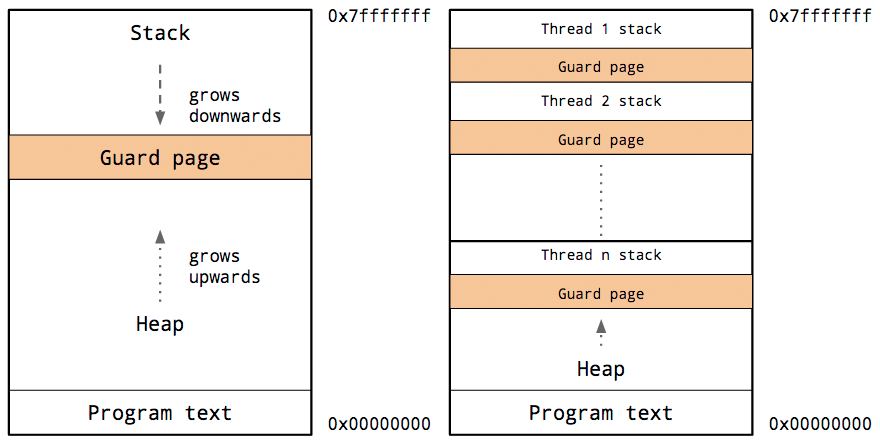 Stack
0x7fffffff
grows
downwards
Guard page
grows
upwards
Heap
Program text
0x00000000
Thread 1 stack
0x7fffffff
Guard page
Thread 2 stack
Guard page
Thread n stack
Guard page
Heap
Program text
0x00000000